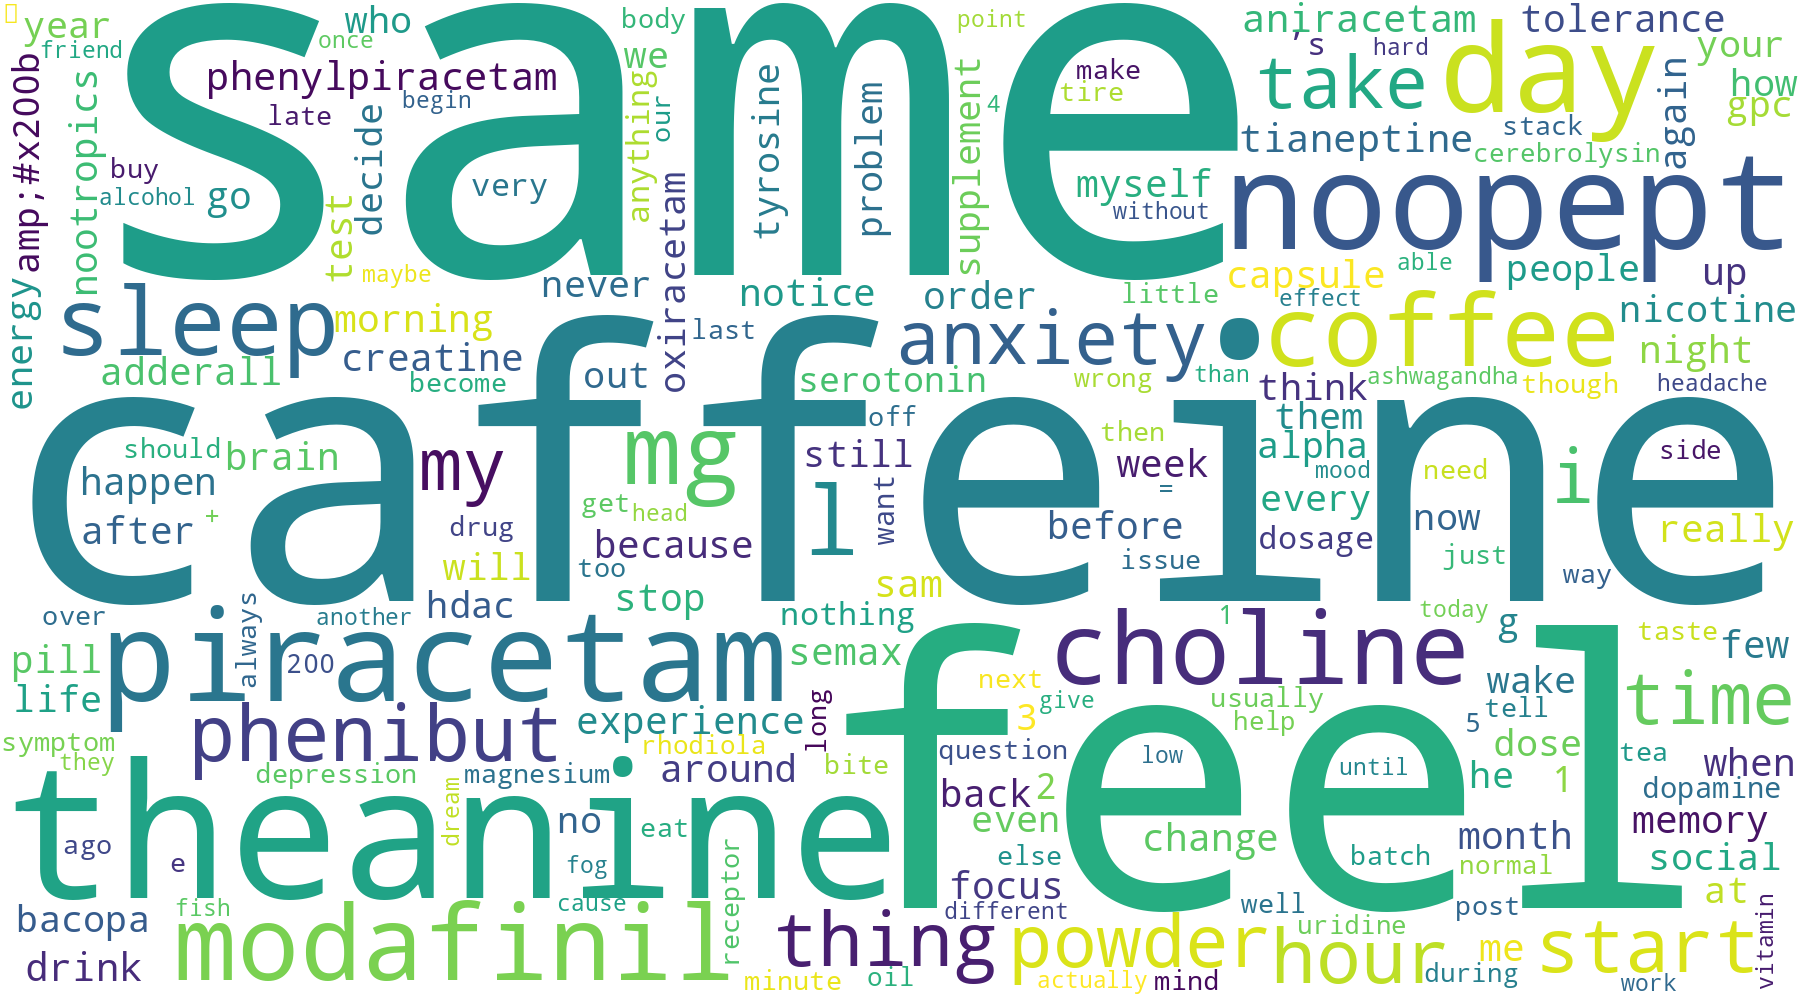 same
caffeine
feel
theanine
noopept
day
piracetam
choline
modafinil
phenibut
sleep
anxiety
coffee
thing
powder
hour
start
time
take
mg
my
l
i
year
who
body
point
aniracetam
tolerance
friend
once
we
's
hard
your
amp;#x200b
phenylpiracetam
make
how
nootropics
late
begin
our
tire
gpc
decide
anything
tyrosine
problem
supplement
4
tianeptine
stack
again
buy
very
myself
cerebrolysin
alcohol
go
without
test
oxiracetam
maybe
never
notice
order
little
capsule
able
people
up
effect
energy
morning
last
nicotine
creatine
night
adderall
become
out
serotonin
wrong
than
think
ashwagandha
though
headache
off
them
should
brain
still
then
alpha
happen
week
mood
need
side
get
head
want
=
every
after
+
drug
because
before
now
really
dosage
will
too
issue
just
way
sam
over
always
another
hdac
stop
nothing
1
today
g
taste
few
pill
200
semax
life
long
next
give
usually
wake
experience
3
help
tell
symptom
they
rhodiola
question
low
5
dose
tea
when
depression
magnesium
around
bite
back
2
until
he
1
dopamine
dream
no
eat
even
change
month
memory
ago
e
fog
receptor
else
batch
normal
social
focus
bacopa
fish
cause
different
well
post
at
uridine
vitamin
drink
minute
oil
actually
mind
during
me
work